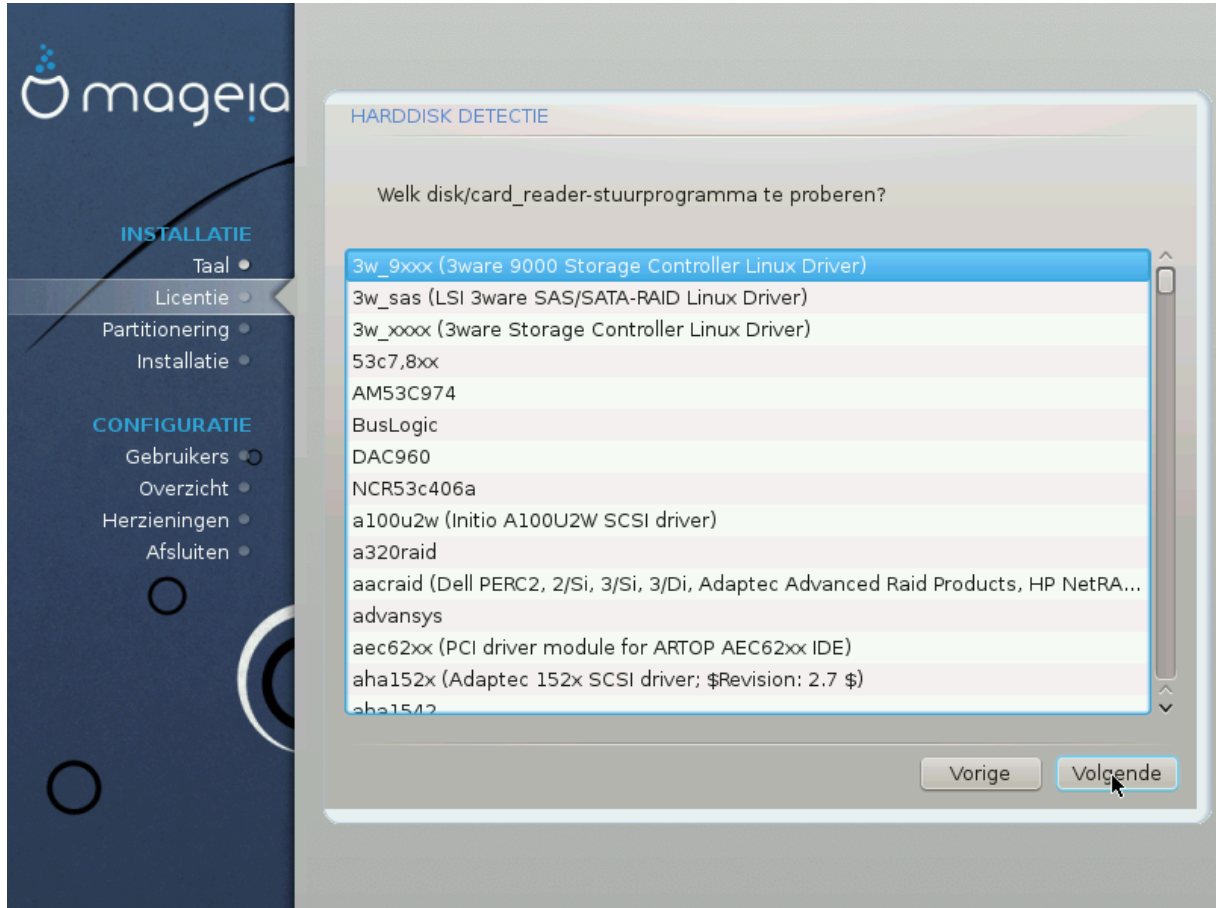 mageia
INSTALLATIE
Taal
Licentie
Partitionering
Installatie
CONFIGURATIE
Gebruikers
Overzicht
Herzieningen
Afsluiten
HARDDISK DETECTIE
Welk disk/card_reader-stuurprogramma te proberen?
3w_9xxx (3ware 9000 Storage Controller Linux Driver)
3w_sas (LSI 3ware SAS/SATA-RAID Linux Driver)
3w_xxxx (3ware Storage Controller Linux Driver)
53c7,8xx
AM53C974
BusLogic
DAC960
NCR53c406a
a100u2w (Initio A100U2W SCSI driver)
a320raid
aacraid (Dell PERC2, 2/Si, 3/Si, 3/Di, Adaptec Advanced Raid Products, HP NetRA...
advansys
aec62xx (PCI driver module for ARTOP AEC62xx IDE)
aha152x (Adaptec 152x SCSI driver; $Revision: 2.7 $)
aha1542
Vorige
Volgende